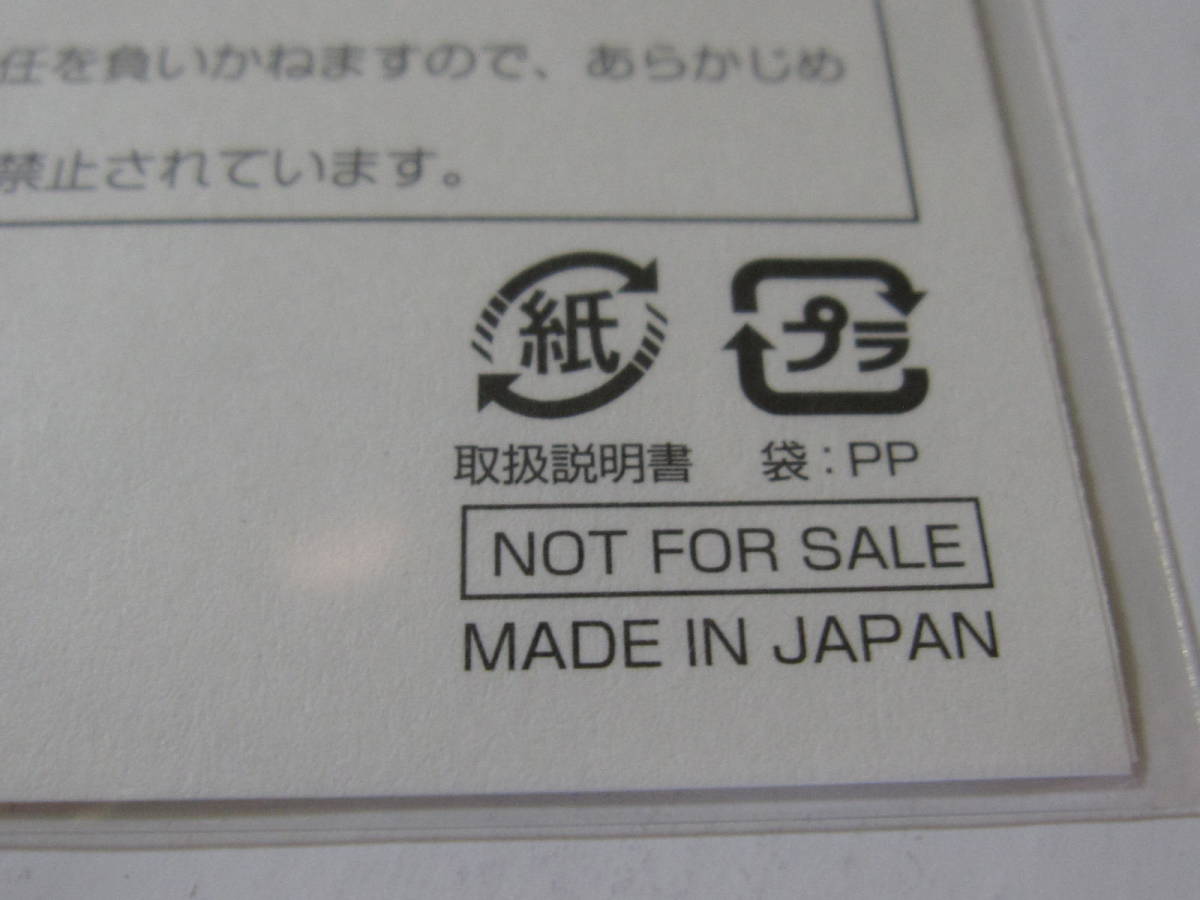 任を負いかねますので、あらかじめ
禁止されています。
紙 プラ
取扱説明書 袋：PP
NOT FOR SALE
MADE IN JAPAN